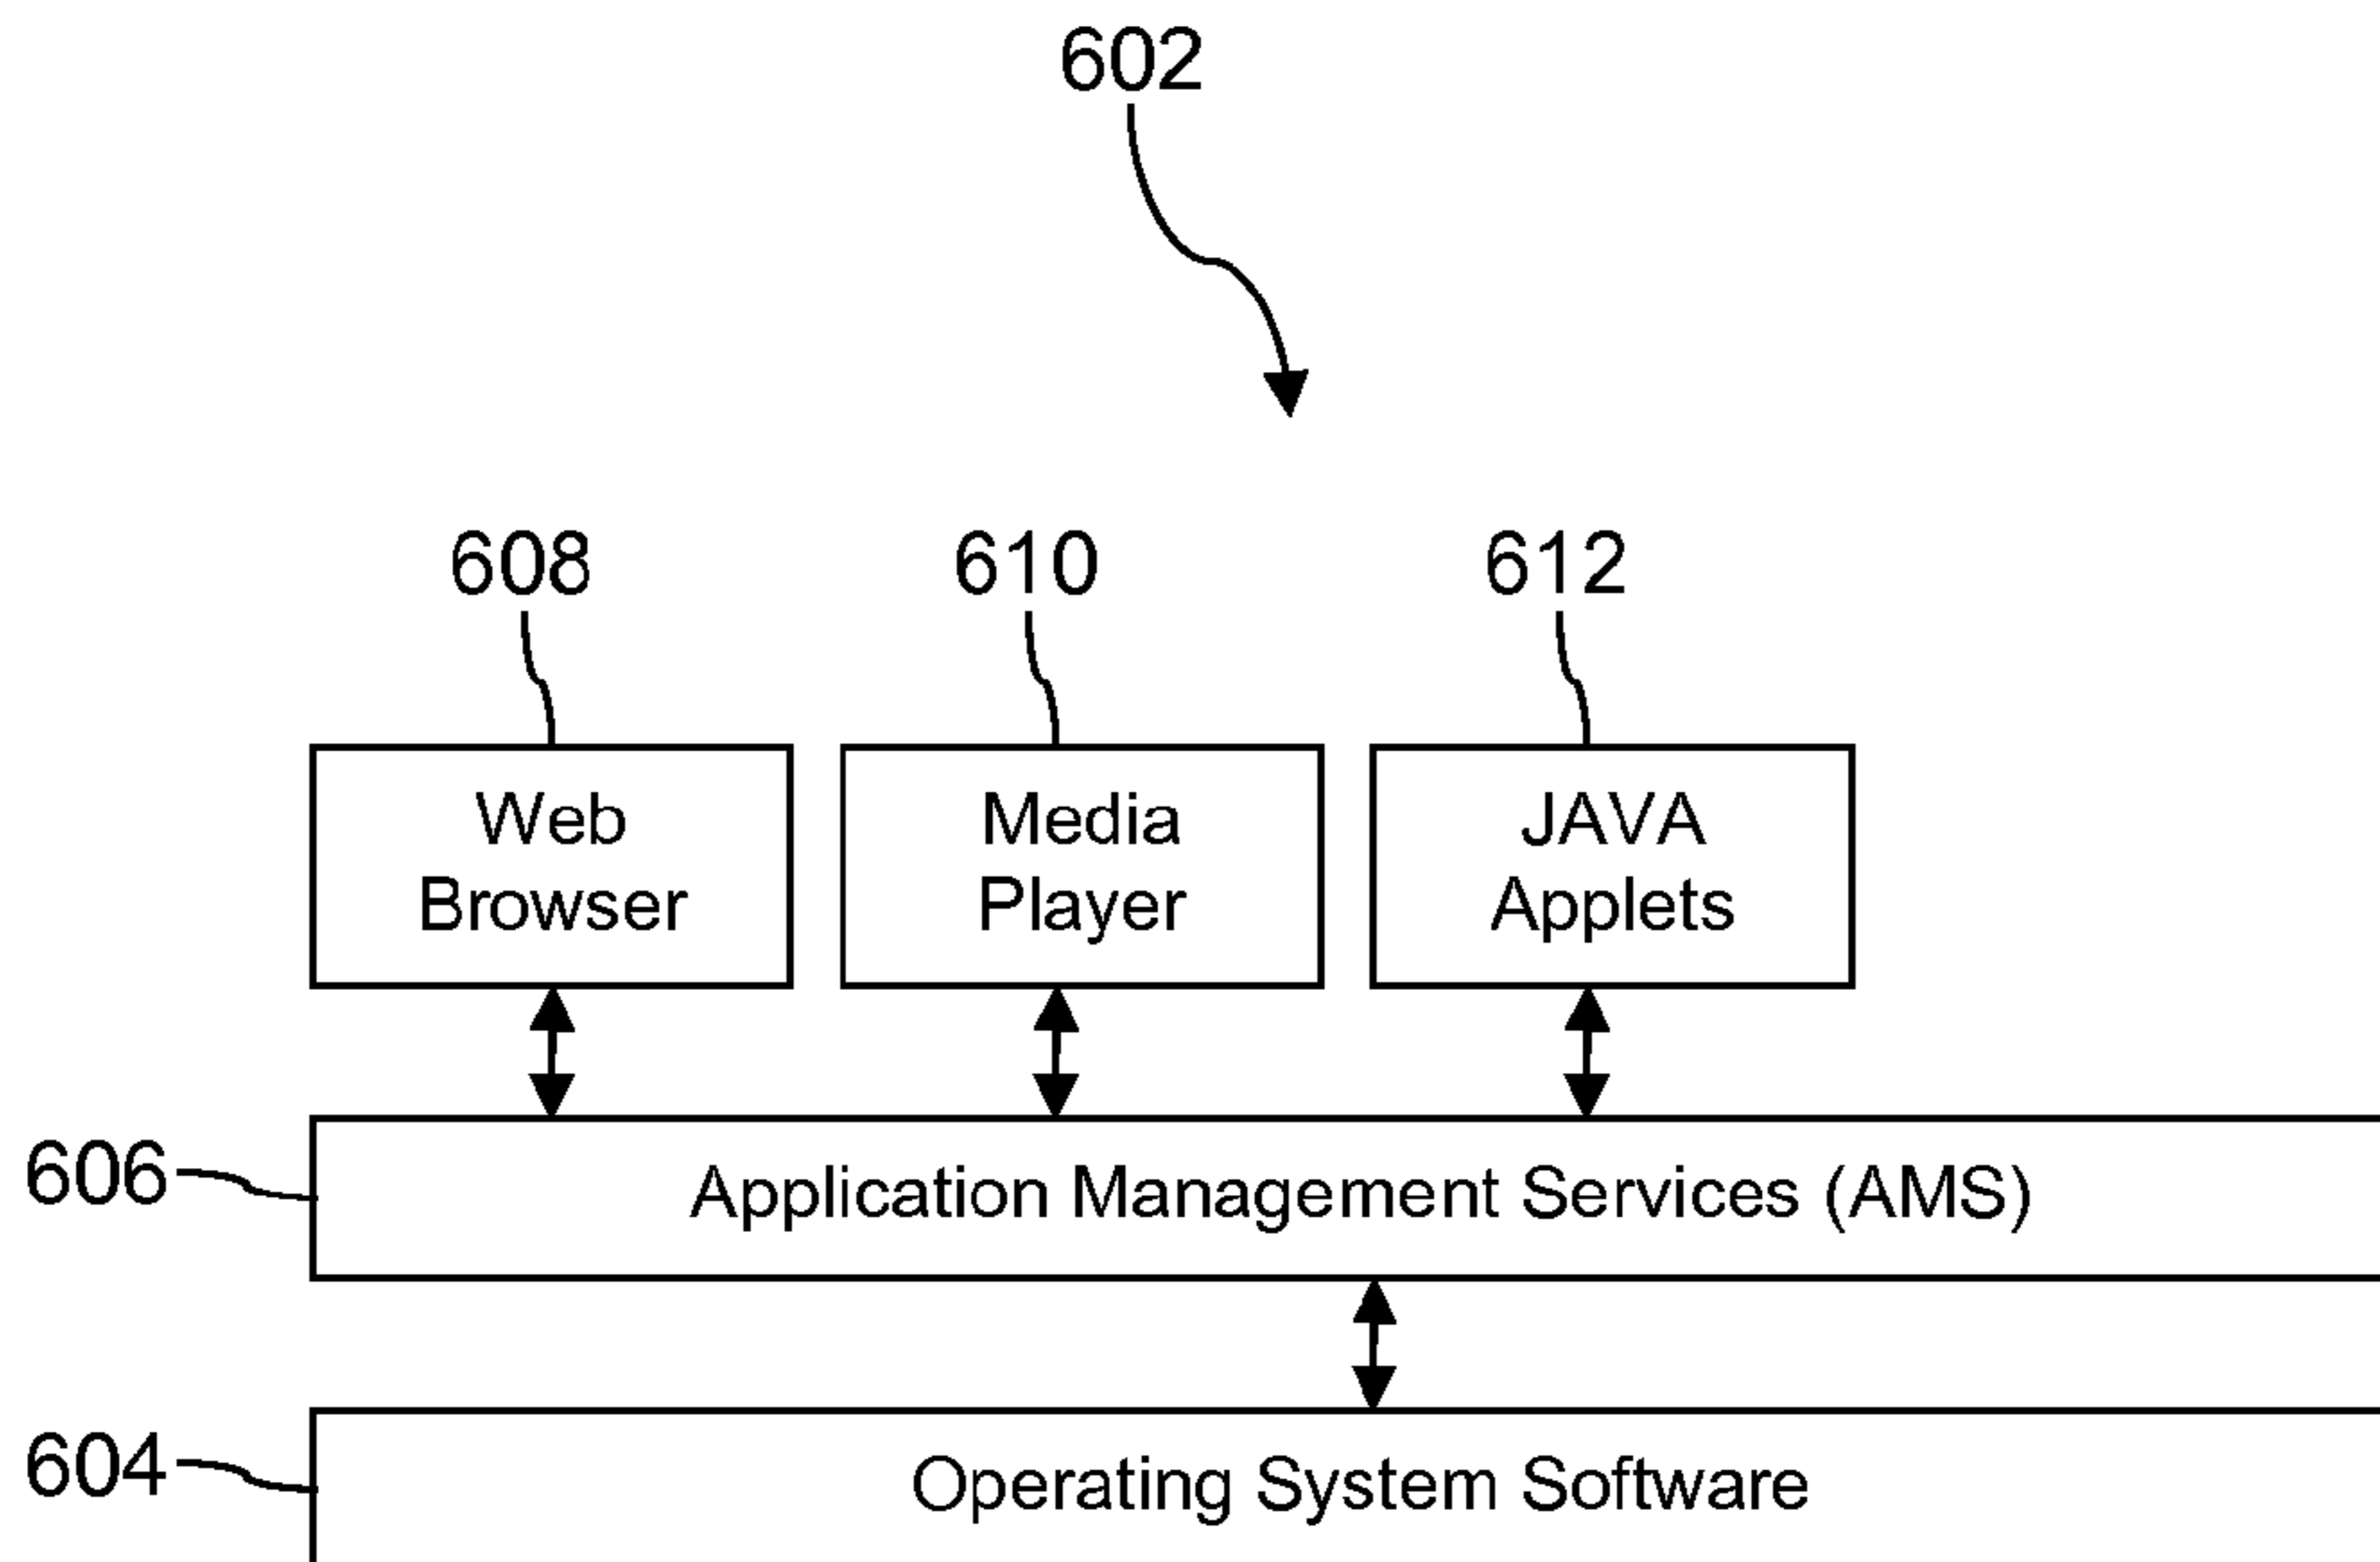 602
608
610
612
Web
Browser
Media
Player
JAVA
Applets
606
Application Management Services (AMS)
604
Operating System Software